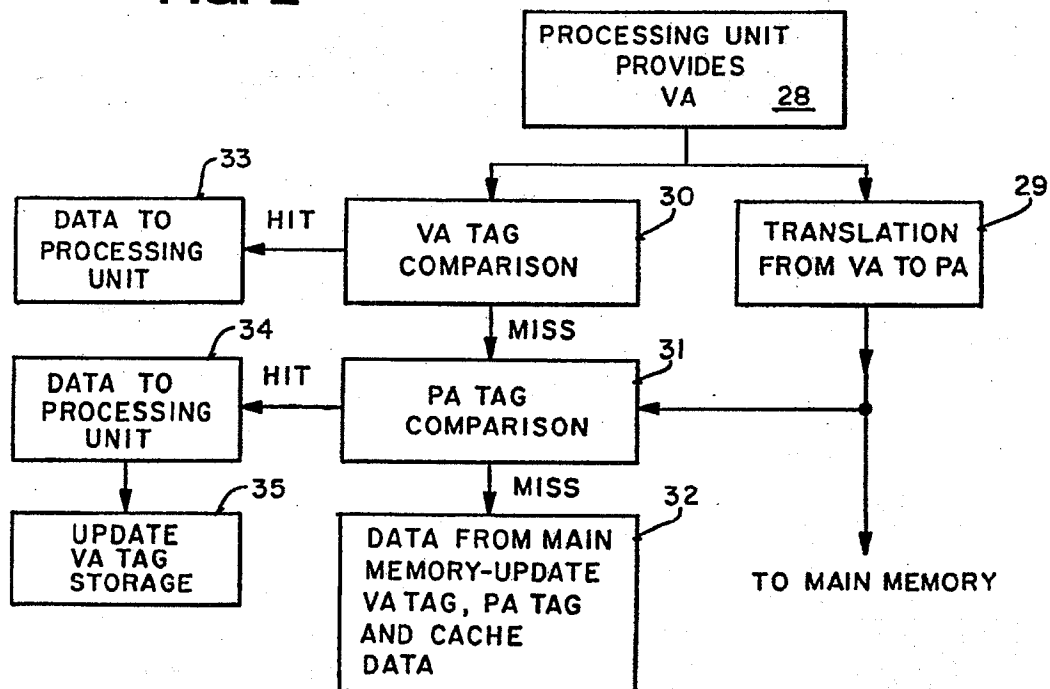 PROCESSING UNIT
PROVIDES
VA 28
33
DATA TO
PROCESSING
UNIT
HIT
30
VA TAG
COMPARISON
29
TRANSLATION
FROM VA TO PA
MISS
34
DATA TO
PROCESSING
UNIT
HIT
31
PA TAG
COMPARISON
MISS
35
UPDATE
VA TAG
STORAGE
32
DATA FROM MAIN
MEMORY-UPDATE
VA TAG, PA TAG
AND CACHE
DATA
TO MAIN MEMORY